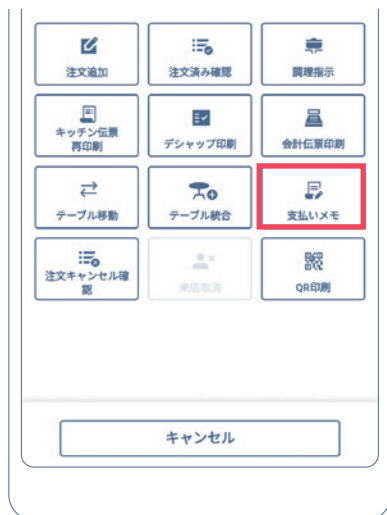 注文追加
注文済み確認
調理指示
キッチン伝票
再印刷
デシャップ印刷
会計伝票印刷
テーブル移動
テーブル統合
支払いメモ
注文キャンセル確
認
来店取消
QR印刷
キャンセル